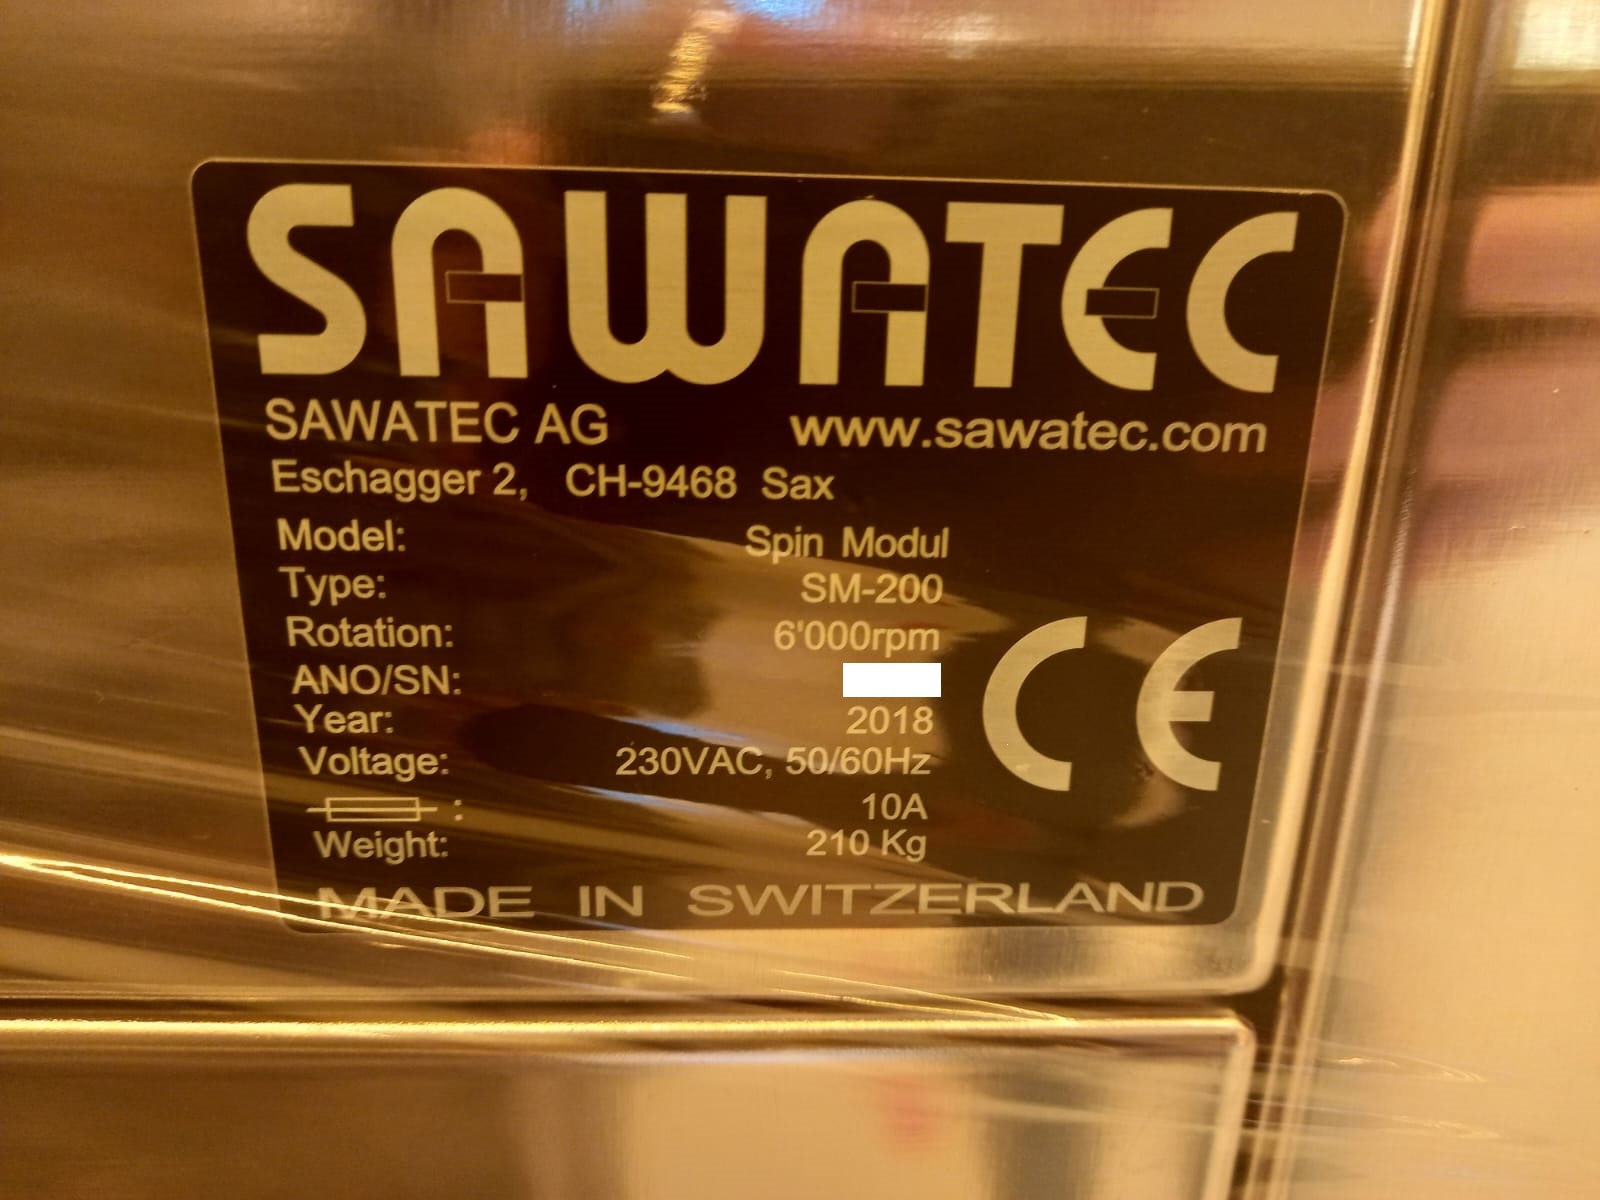 SAWATEC
SAWATEC AG www.sawatec.com
Eschagger 2, CH-9468 Sax
Model: Spin Modul
Type: SM-200
Rotation: 6'000rpm
ANO/SN:
Year: 2018
Voltage: 230VAC, 50/60Hz
: 10A
Weight: 210 Kg
CE
MADE IN SWITZERLAND